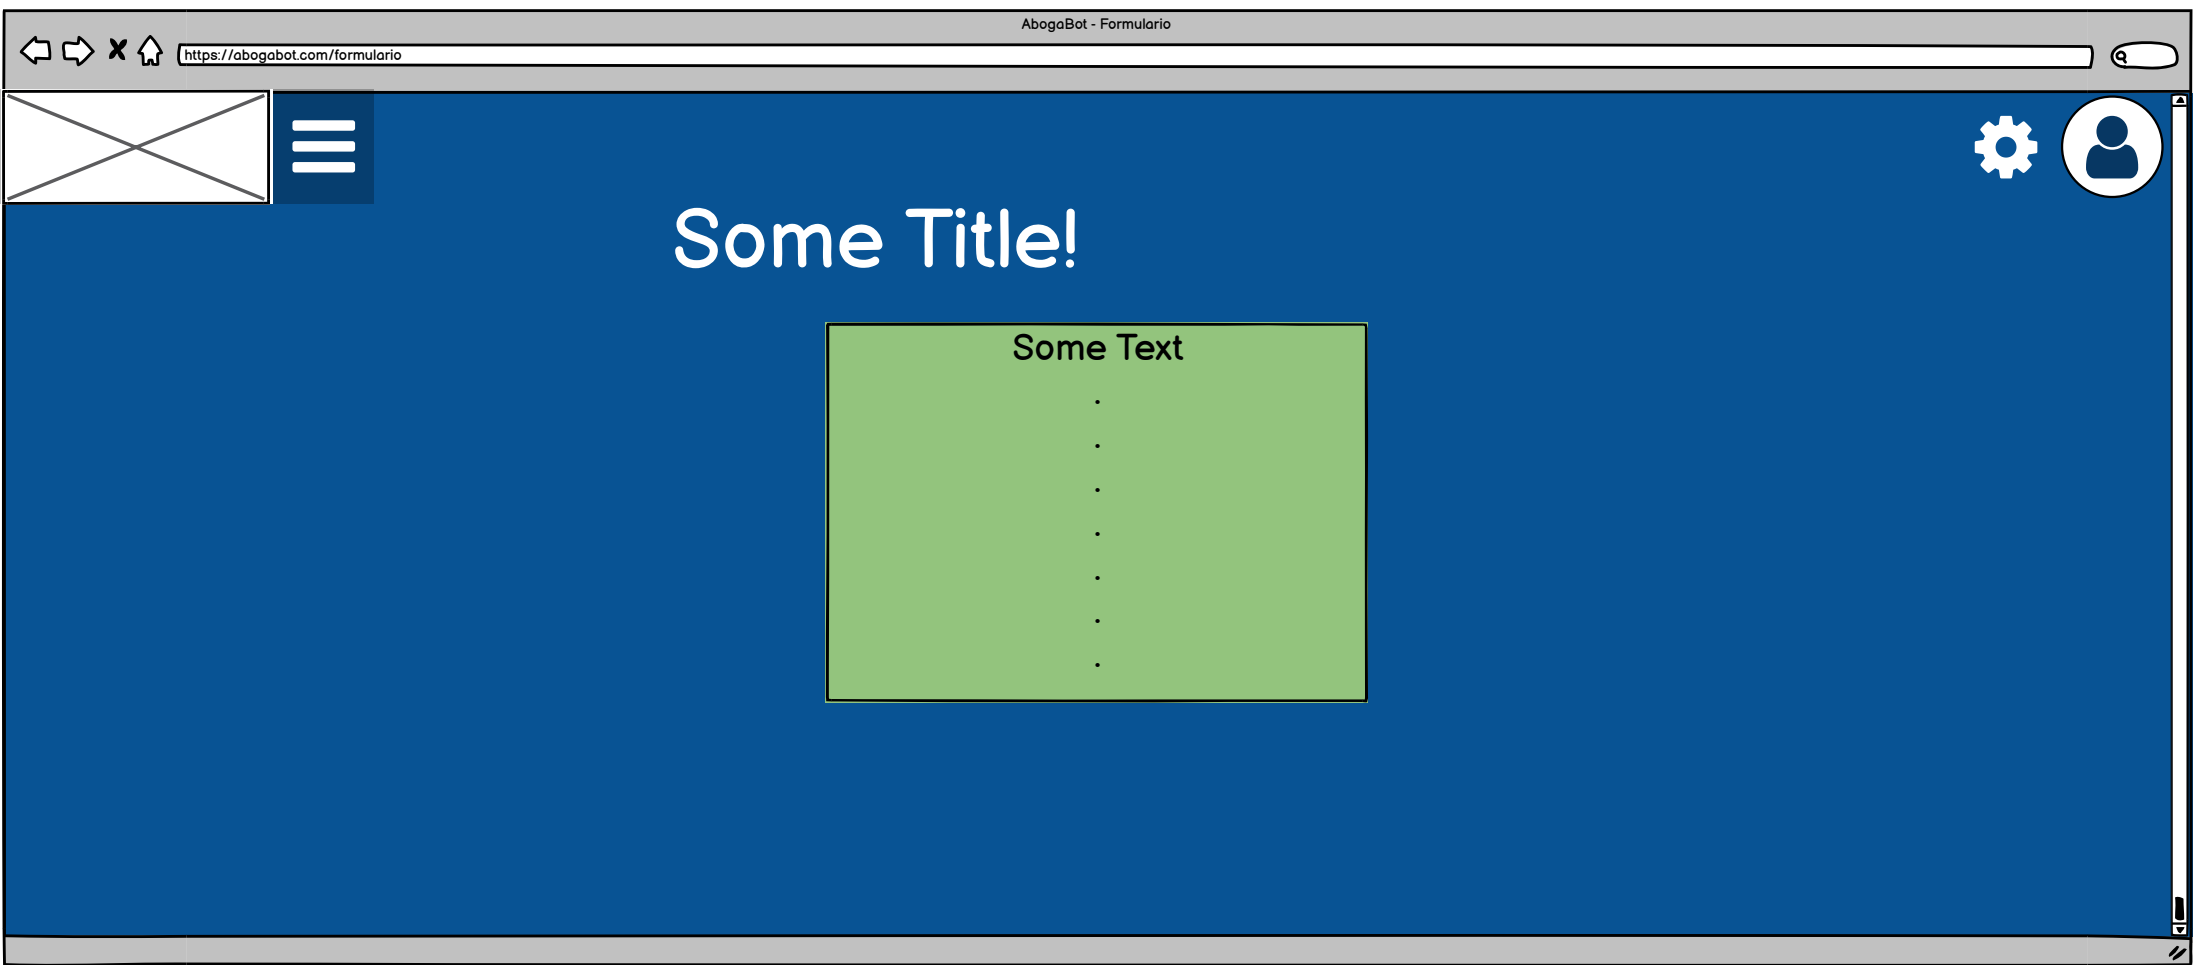 AbogaBot - Formulario
https://abogabot.com/formulario
Some Title!
Some Text
.
.
.
.
.
.
.